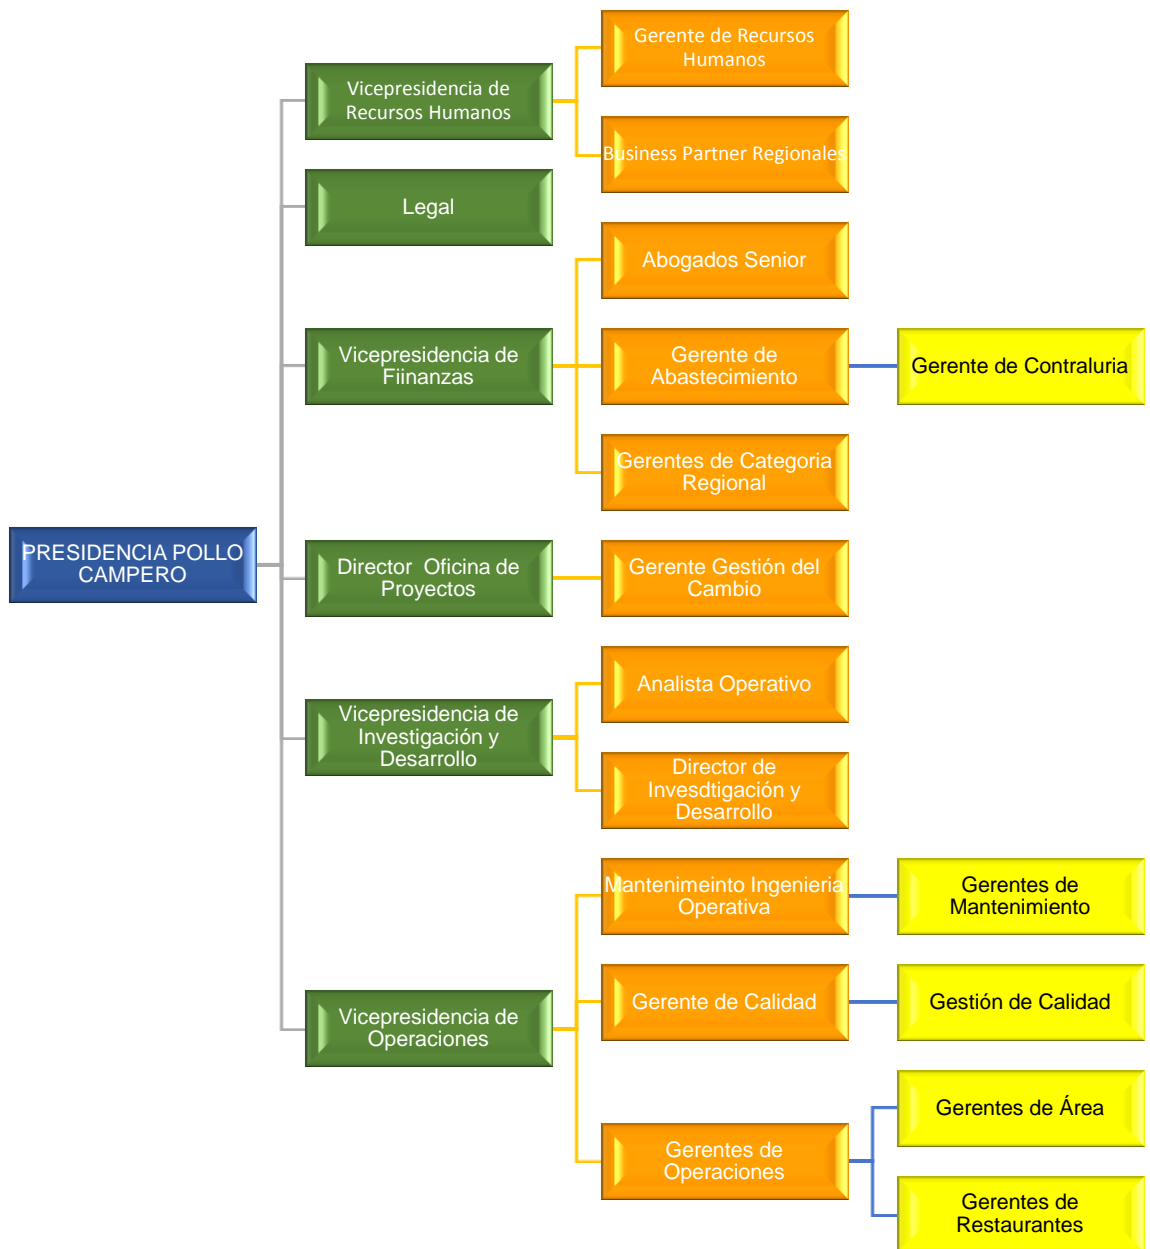 Gerente de Recursos
Humanos
Vicepresidencia de
Recursos Humanos
Business Partner Regionales
Legal
Abogados Senior
Vicepresidencia de
Fiinanzas
Gerente de
Abastecimiento
Gerente de Contraluria
Gerentes de Categoria
Regional
PRESIDENCIA POLLO
CAMPERO
Director  Oficina de
Proyectos
Gerente Gestión del
Cambio
Analista Operativo
Vicepresidencia de
Investigación y
Desarrollo
Director de
Invesdtigación y
Desarrollo
Mantenimeinto Ingenieria
Operativa
Gerentes de
Mantenimiento
Vicepresidencia de
Operaciones
Gerente de Calidad
Gestión de Calidad
Gerentes de Área
Gerentes de
Operaciones
Gerentes de
Restaurantes